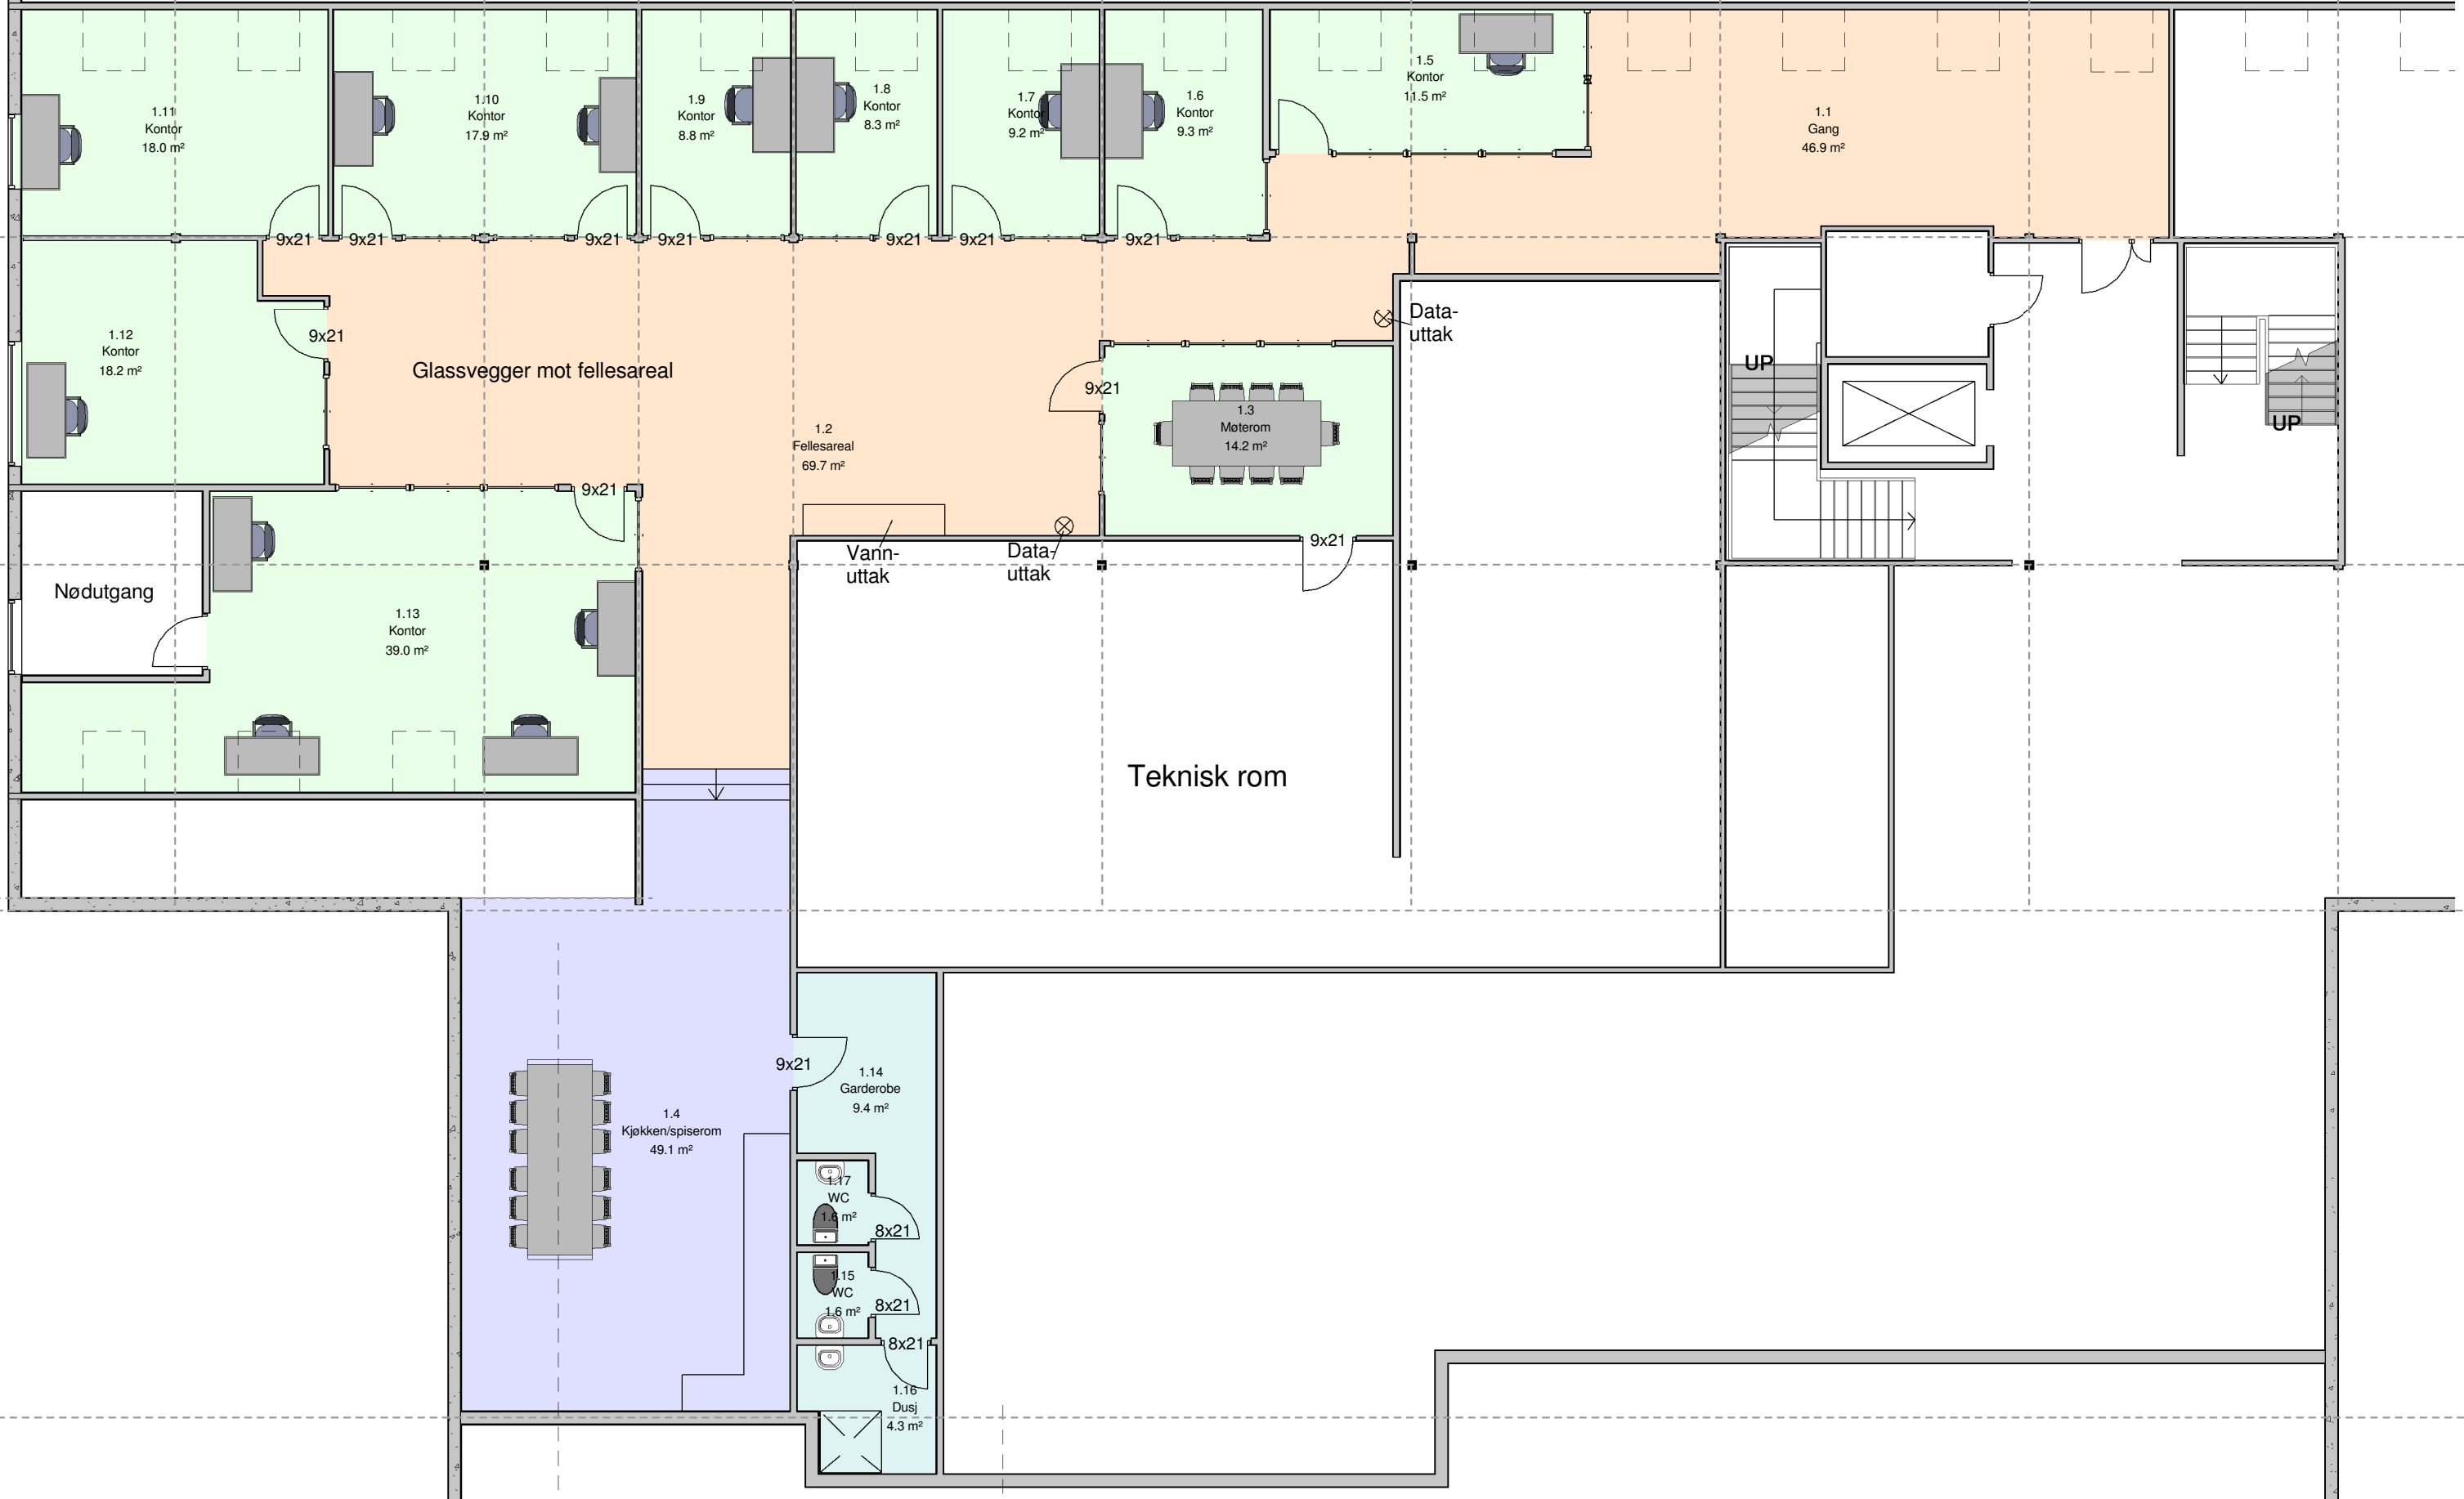 1.11
Kontor
18.0 m²
1.10
Kontor
17.9 m²
1.9
Kontor
8.8 m²
1.8
Kontor
8.3 m²
1.7
Kontor
9.2 m²
1.6
Kontor
9.3 m²
1.5
Kontor
11.5 m²
1.1
Gang
46.9 m²
9x21
9x21
9x21
9x21
9x21
9x21
9x21
1.12
Kontor
18.2 m²
9x21
Glassvegger mot fellesareal
Data-
uttak
UP
UP
9x21
1.3
Møterom
14.2 m²
1.2
Fellesareal
69.7 m²
9x21
Vann-
uttak
Data-
uttak
9x21
Nødutgang
1.13
Kontor
39.0 m²
Teknisk rom
9x21
1.14
Garderobe
9.4 m²
1.4
Kjøkken/spiserom
49.1 m²
1.17
WC
1.6 m²
8x21
1.15
WC
1.6 m²
8x21
8x21
1.16
Dusj
4.3 m²